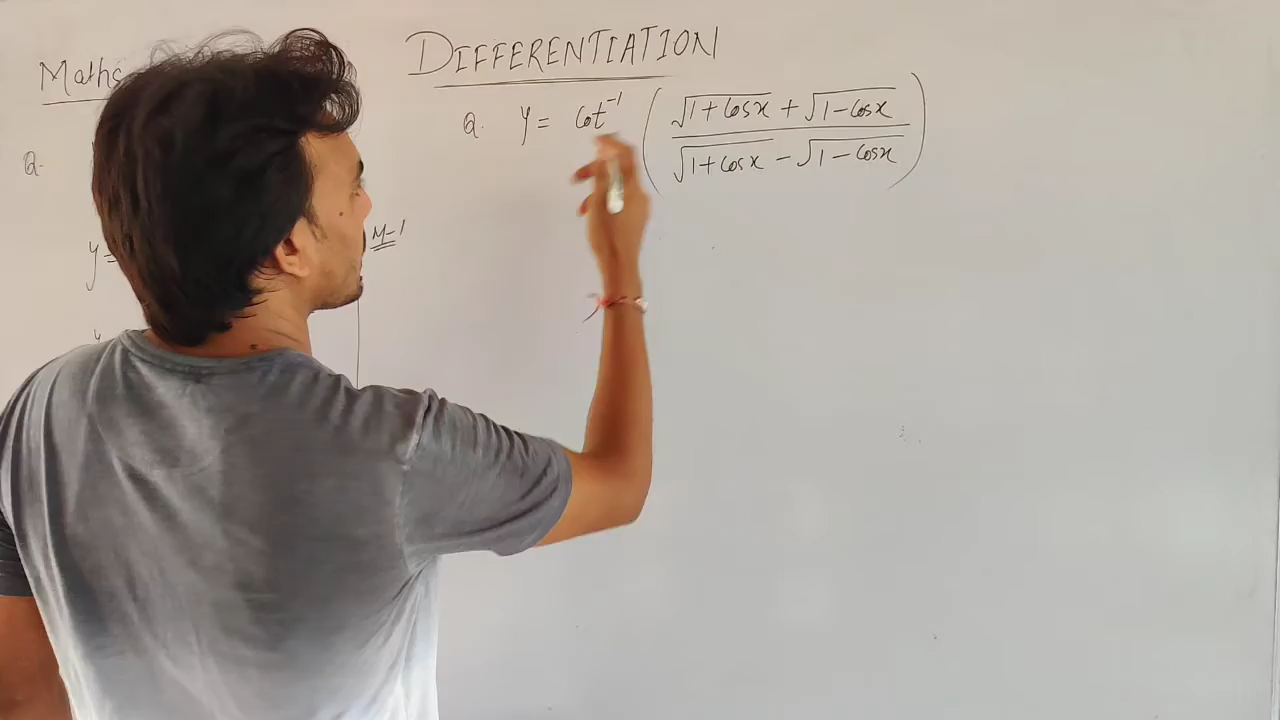 Maths
DIFFERENTIATION
Q. y = Cot⁻¹ ( (√1+Cosx + √1-Cosx) / (√1+Cosx - √1-Cosx) )
Q.
y =
M-1
y